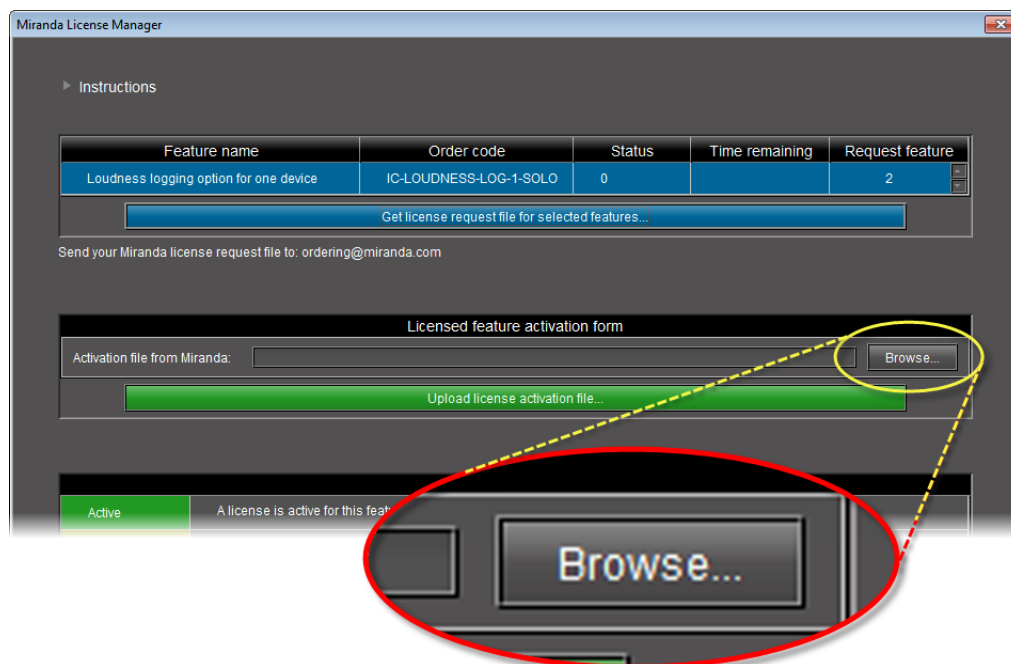 Miranda License Manager
Instructions
Feature name Order code Status Time remaining Request feature
Loudness logging option for one device IC-LOUDNESS-LOG-1-SOLO 0 2
Get license request file for selected features...
Send your Miranda license request file to: ordering@miranda.com
Licensed feature activation form
Activation file from Miranda: Browse...
Upload license activation file...
Active A license is active for this
Browse...